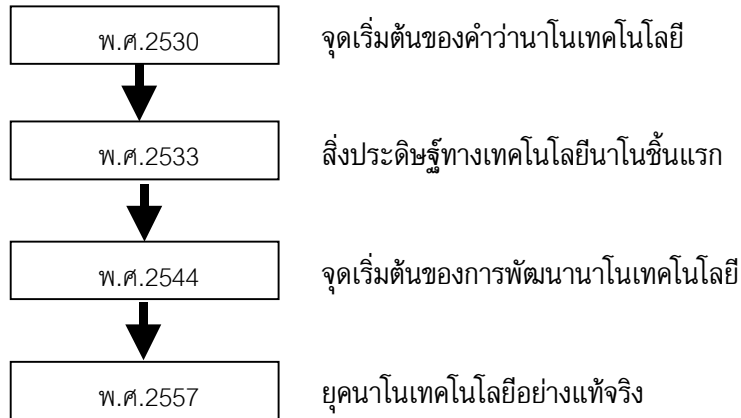 พ.ศ.2530 จุดเริ่มต้นของคำว่านาโนเทคโนโลยี
พ.ศ.2533 สิ่งประดิษฐ์ทางเทคโนโลยีนาโนชิ้นแรก
พ.ศ.2544 จุดเริ่มต้นของการพัฒนานาโนเทคโนโลยี
พ.ศ.2557 ยุคนาโนเทคโนโลยีอย่างแท้จริง